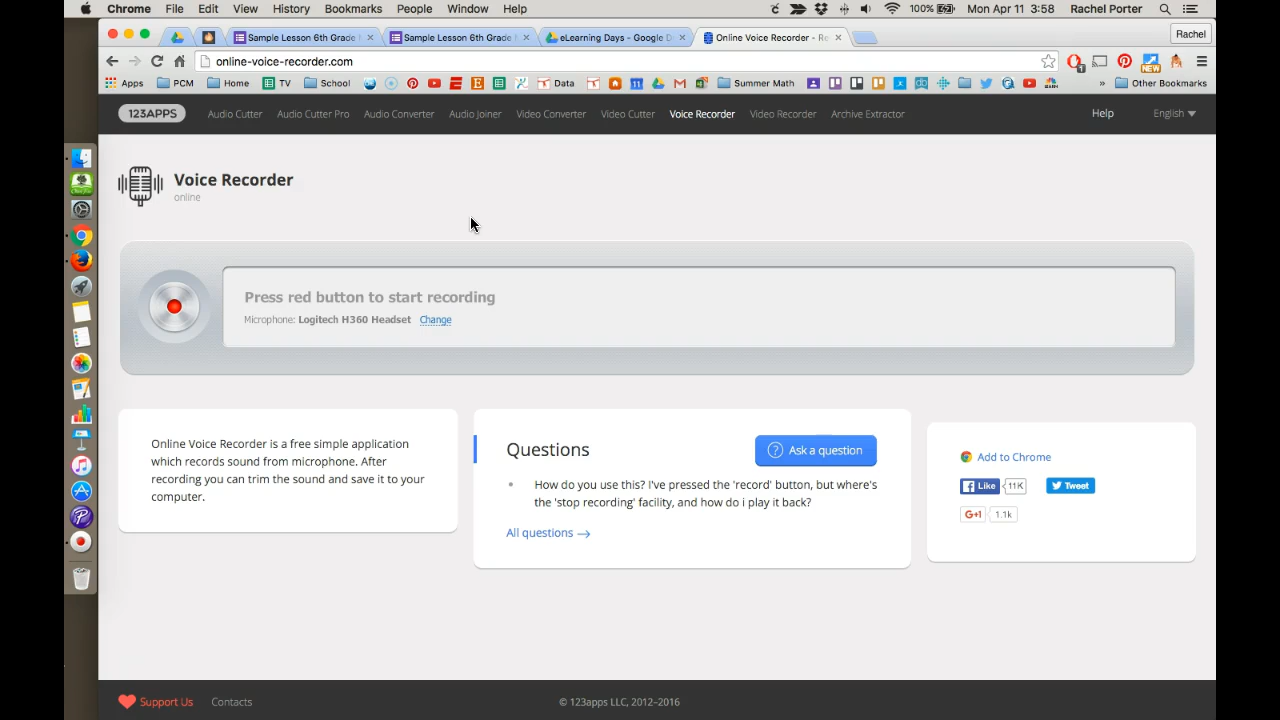 Chrome File Edit View History Bookmarks People Window Help 100% Mon Apr 11 3:58 Rachel Porter
Sample Lesson 6th Grade Sample Lesson 6th Grade eLearning Days - Google D Online Voice Recorder - Re Rachel
online-voice-recorder.com NEW
Apps PCM Home TV School Data Summer Math » Other Bookmarks
123APPS Audio Cutter Audio Cutter Pro Audio Converter Audio Joiner Video Converter Video Cutter Voice Recorder Video Recorder Archive Extractor Help English
Voice Recorder
online
Press red button to start recording
Microphone: Logitech H360 Headset Change
Online Voice Recorder is a free simple application
which records sound from microphone. After
recording you can trim the sound and save it to your
computer.
Questions
Ask a question
How do you use this? I've pressed the 'record' button, but where's
the 'stop recording' facility, and how do i play it back?
All questions →
Add to Chrome
Like 11K Tweet
G+1 1.1k
Support Us Contacts © 123apps LLC, 2012–2016